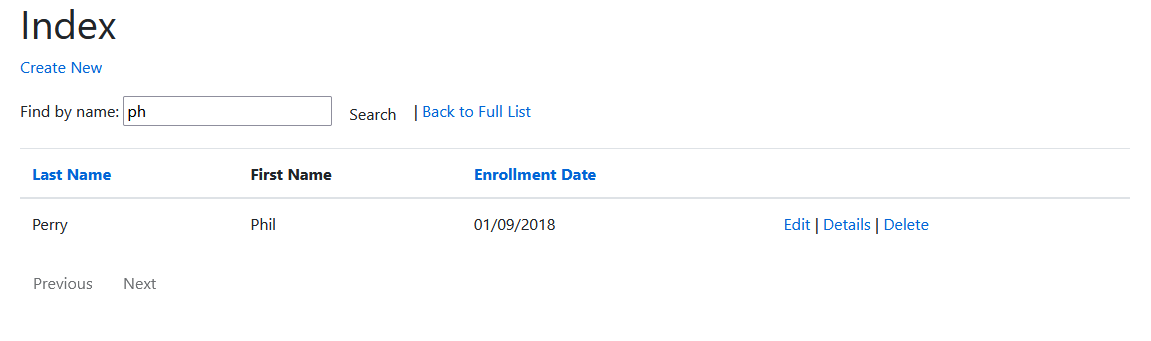 Index
Create New
Find by name: ph Search | Back to Full List
Last Name First Name Enrollment Date
Perry Phil 01/09/2018 Edit | Details | Delete
Previous Next